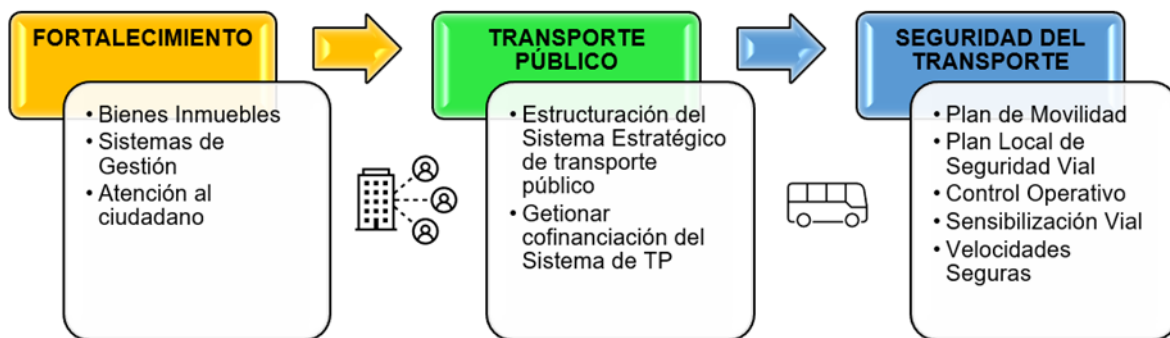 FORTALECIMIENTO
• Bienes Inmuebles
• Sistemas de
Gestión
• Atención al
ciudadano
TRANSPORTE
PÚBLICO
• Estructuración del
Sistema Estratégico
de transporte
público
• Getionar
cofinanciación del
Sistema de TP
SEGURIDAD DEL
TRANSPORTE
• Plan de Movilidad
• Plan Local de
Seguridad Vial
• Control Operativo
• Sensibilización Vial
• Velocidades
Seguras